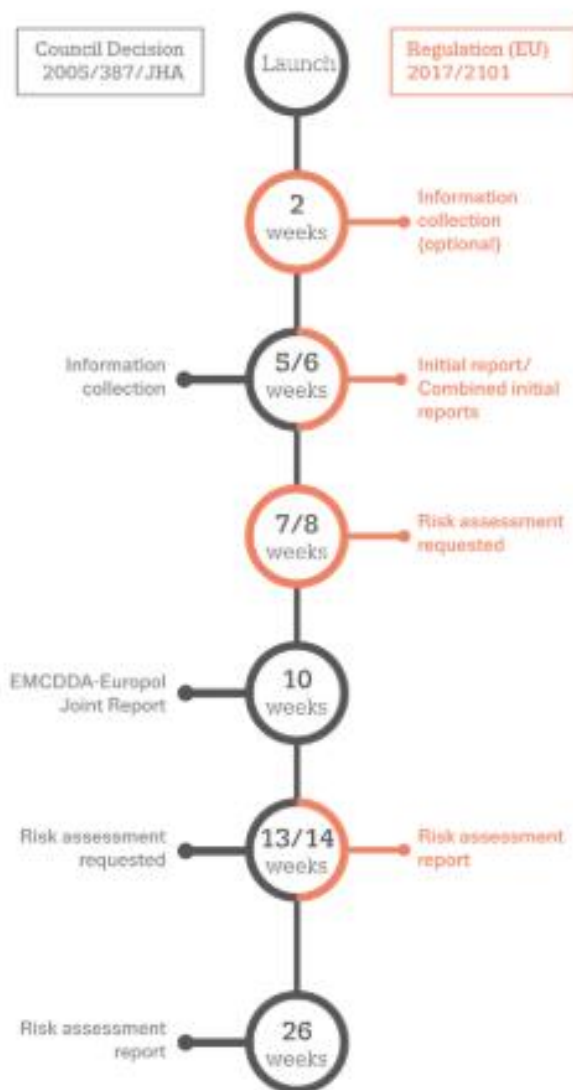 Council Decision
2005/387/JHA
Launch
Regulation (EU)
2017/2101
2
weeks
Information
collection
(optional)
Information
collection
5/6
weeks
Initial report/
Combined initial
reports
7/8
weeks
Risk assessment
requested
EMCDDA-Europol
Joint Report
10
weeks
Risk assessment
requested
13/14
weeks
Risk assessment
report
Risk assessment
report
26
weeks